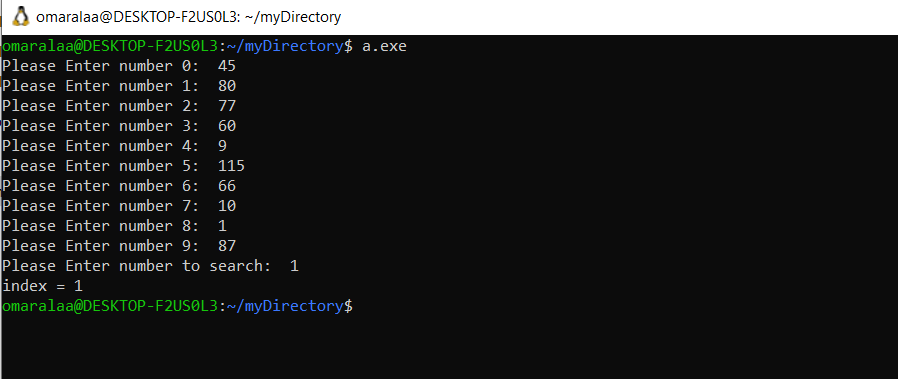 omaralaa@DESKTOP-F2US0L3: ~/myDirectory
omaralaa@DESKTOP-F2US0L3:~/myDirectory$ a.exe
Please Enter number 0:  45
Please Enter number 1:  80
Please Enter number 2:  77
Please Enter number 3:  60
Please Enter number 4:  9
Please Enter number 5:  115
Please Enter number 6:  66
Please Enter number 7:  10
Please Enter number 8:  1
Please Enter number 9:  87
Please Enter number to search:  1
index = 1
omaralaa@DESKTOP-F2US0L3:~/myDirectory$